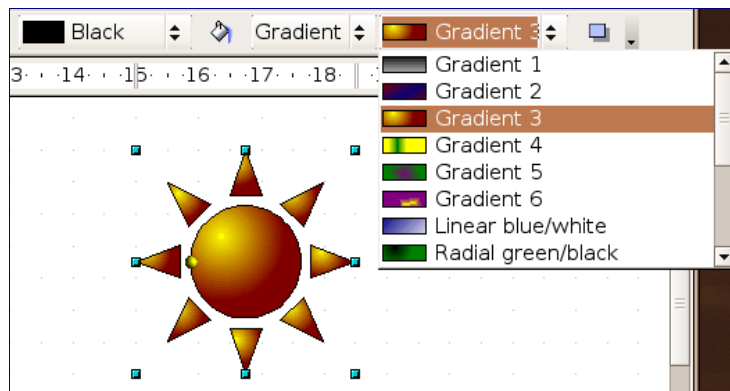 Black Gradient Gradient 3
3 · 14 · 15 · 16 · 17 · 18 ·
Gradient 1
Gradient 2
Gradient 3
Gradient 4
Gradient 5
Gradient 6
Linear blue/white
Radial green/black